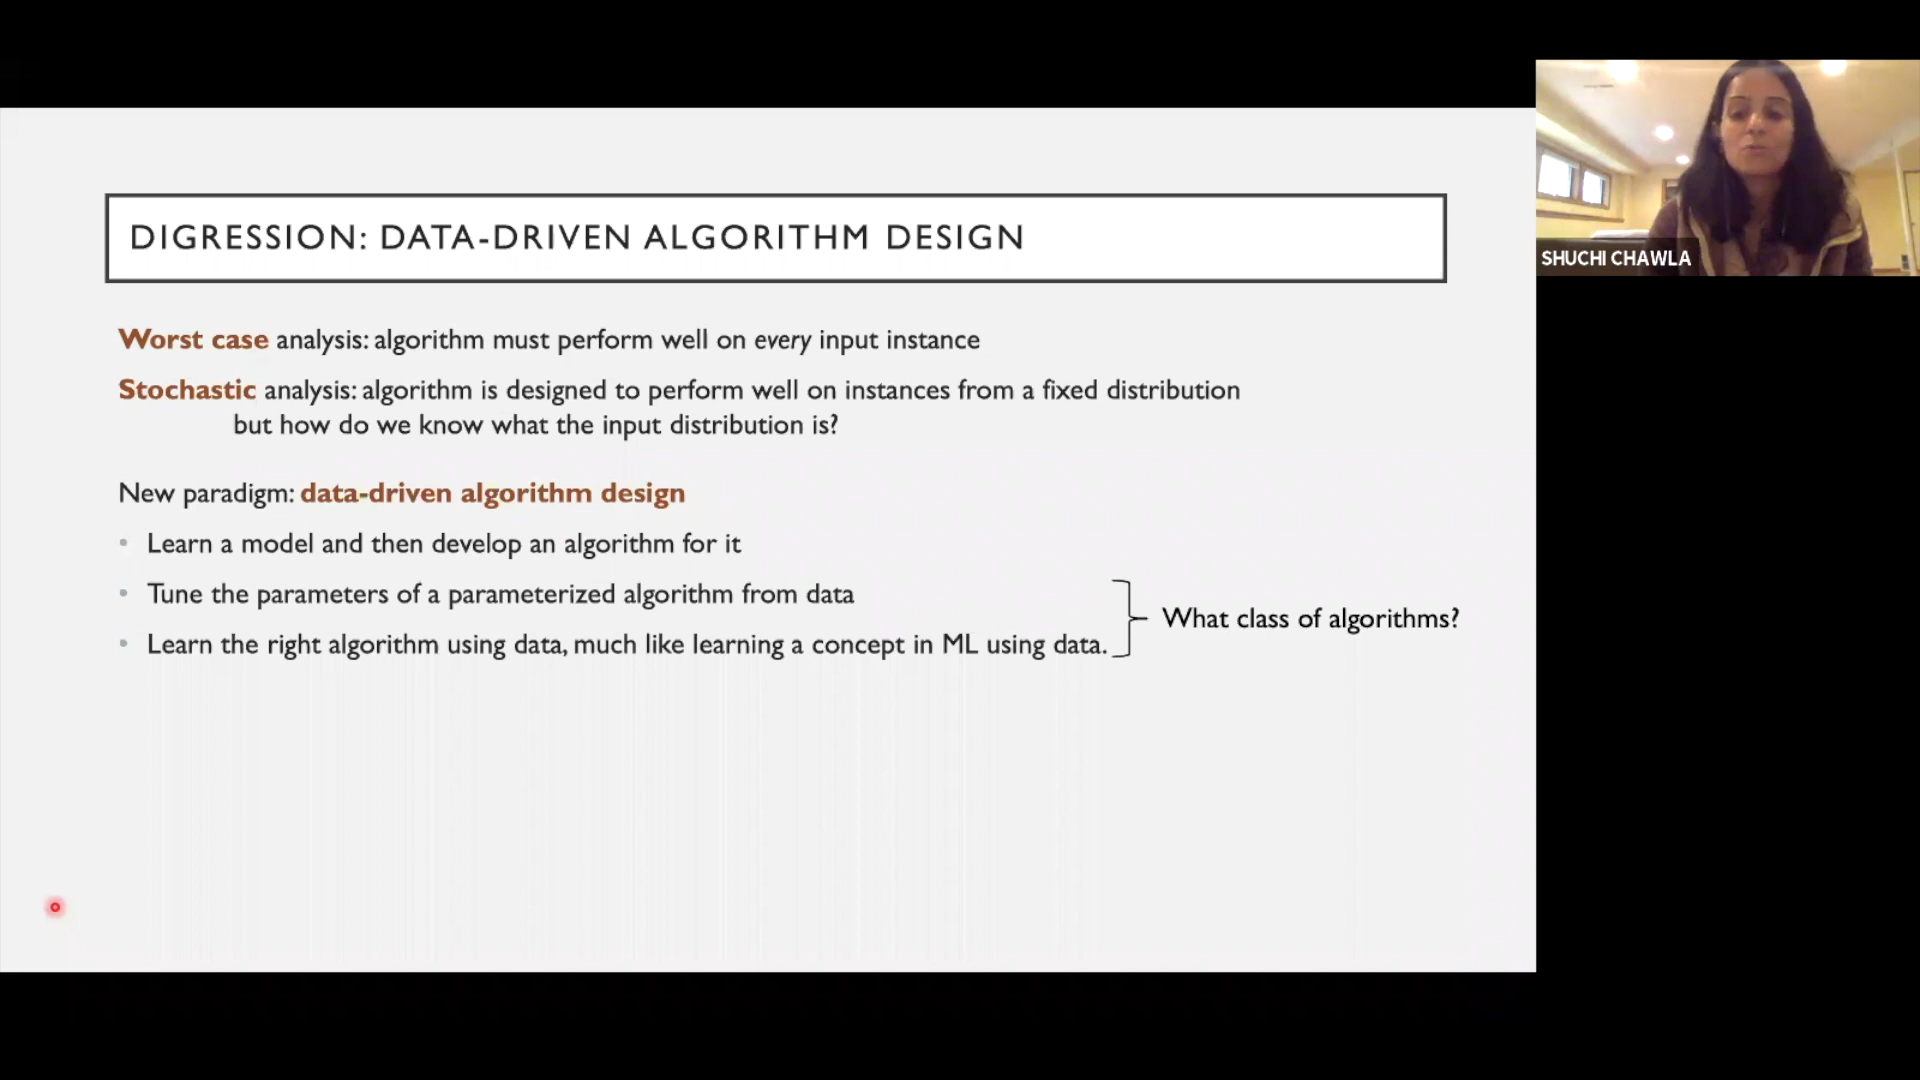 DIGRESSION: DATA-DRIVEN ALGORITHM DESIGN
SHUCHI CHAWLA
Worst case analysis: algorithm must perform well on every input instance
Stochastic analysis: algorithm is designed to perform well on instances from a fixed distribution
but how do we know what the input distribution is?
New paradigm: data-driven algorithm design
• Learn a model and then develop an algorithm for it
• Tune the parameters of a parameterized algorithm from data
• Learn the right algorithm using data, much like learning a concept in ML using data.
What class of algorithms?